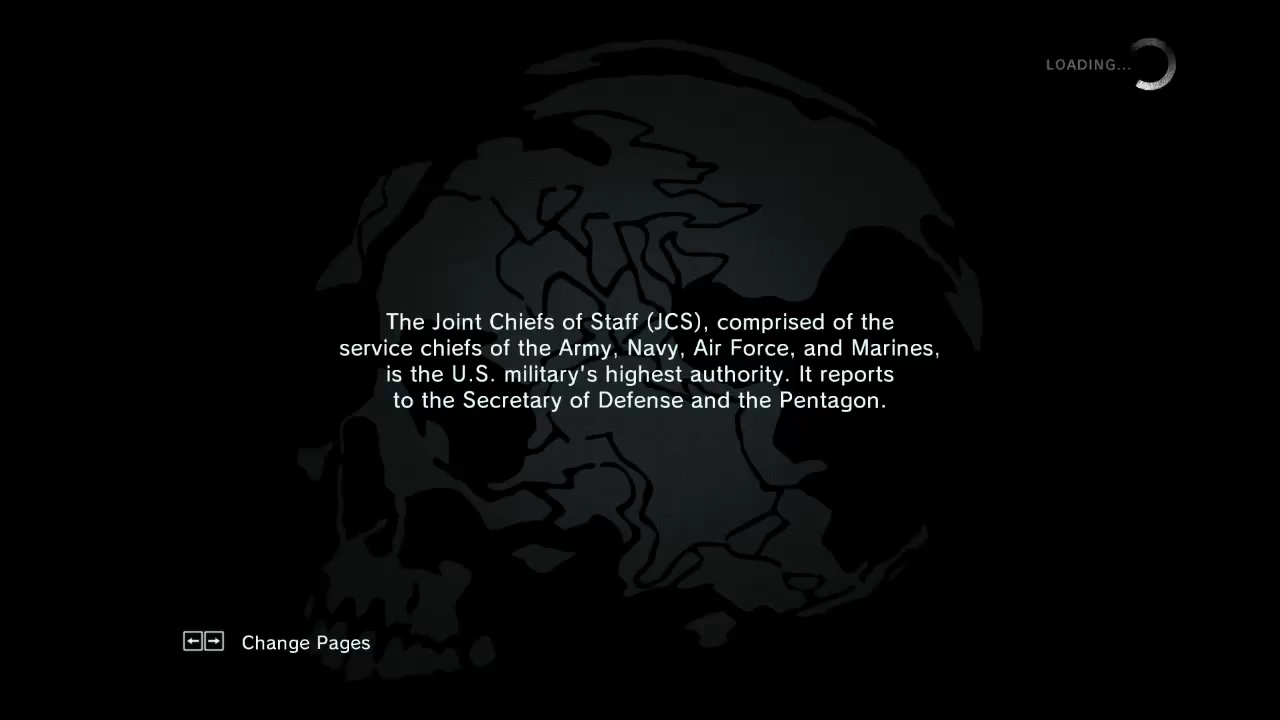 LOADING...
The Joint Chiefs of Staff (JCS), comprised of the
service chiefs of the Army, Navy, Air Force, and Marines,
is the U.S. military's highest authority. It reports
to the Secretary of Defense and the Pentagon.
Change Pages